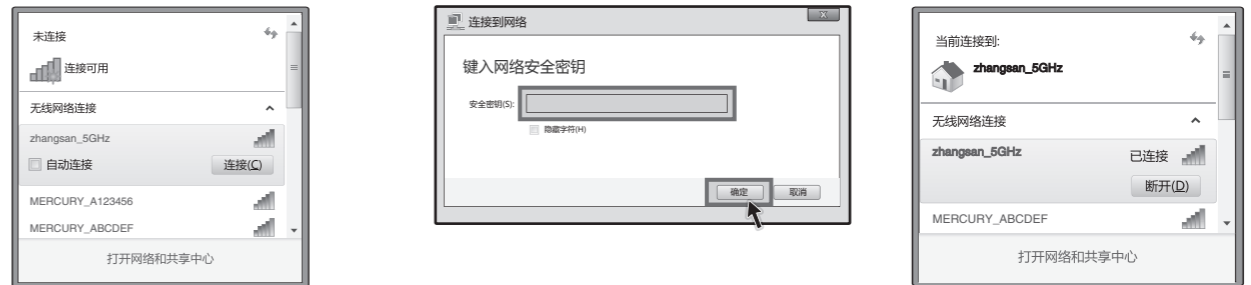 未连接
连接可用
无线网络连接
zhangsan_5GHz
自动连接
连接(C)
MERCURY_A123456
MERCURY_ABCDEF
打开网络和共享中心
连接到网络
键入网络安全密钥
安全密钥(S):
隐藏字符(H)
确定
取消
当前连接到:
zhangsan_5GHz
无线网络连接
zhangsan_5GHz
已连接
断开(D)
MERCURY_ABCDEF
打开网络和共享中心